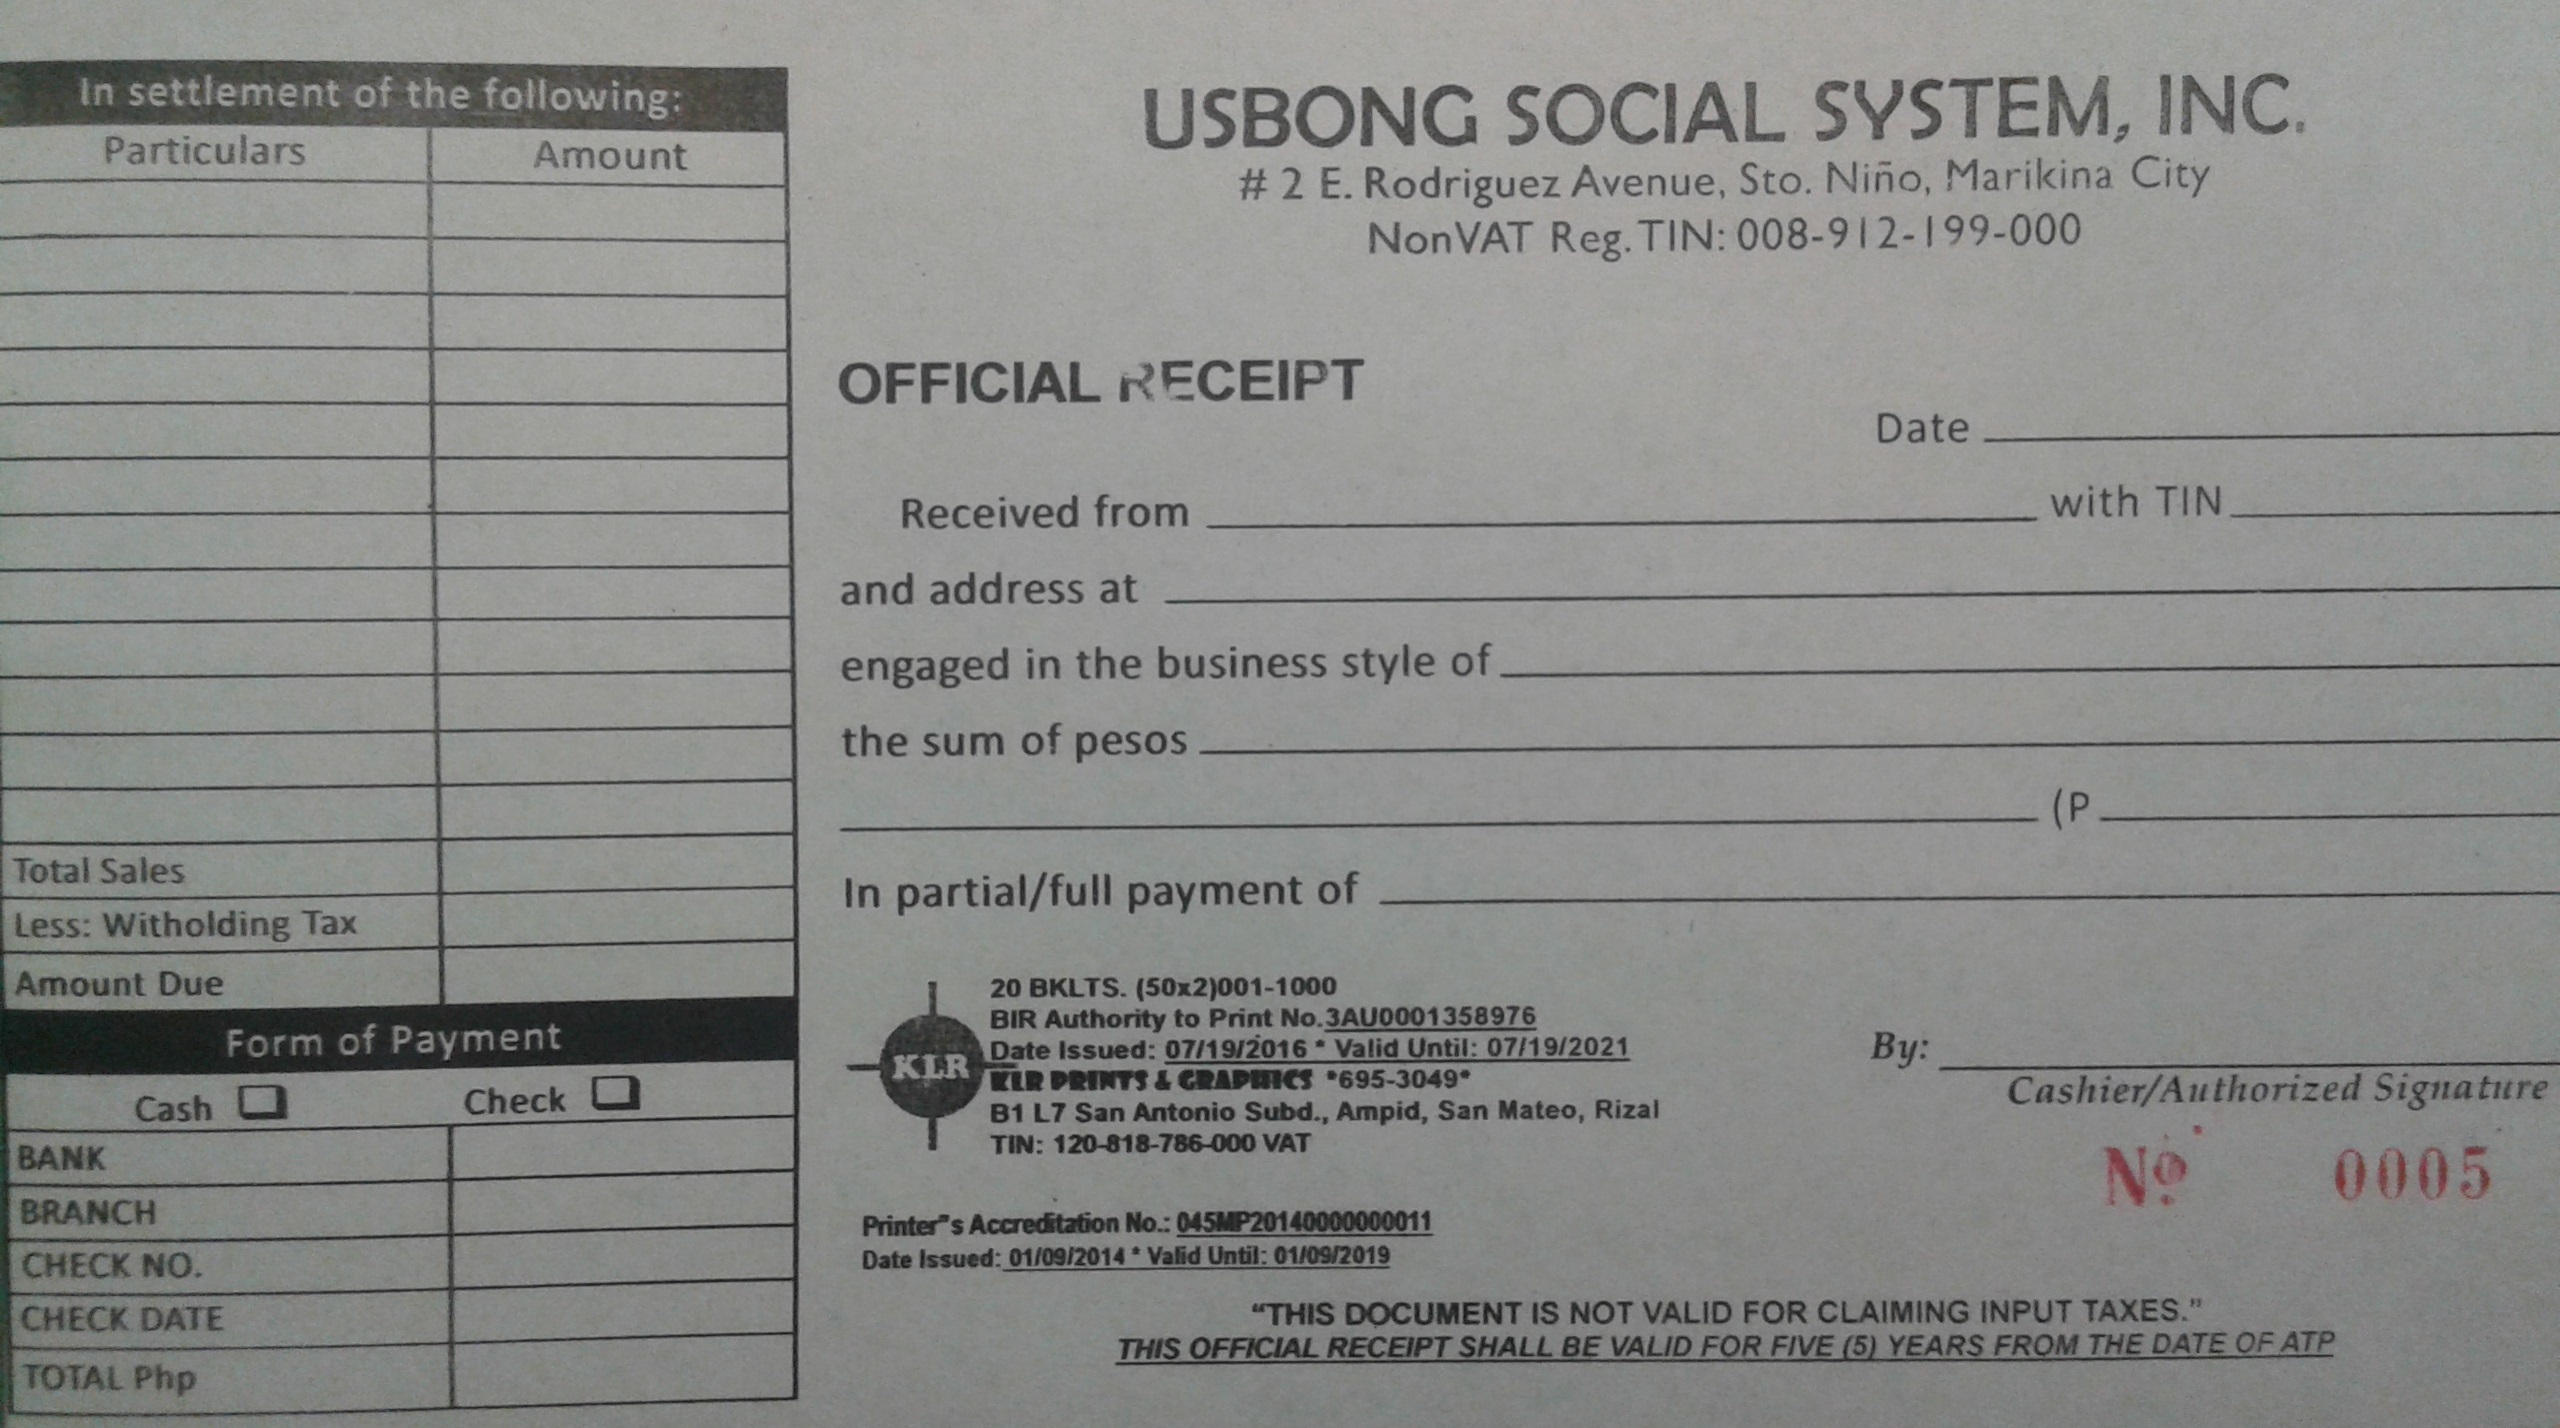 In settlement of the following:
Particulars Amount
Total Sales
Less: Witholding Tax
Amount Due
Form of Payment
Cash Check
BANK
BRANCH
CHECK NO.
CHECK DATE
TOTAL Php
USBONG SOCIAL SYSTEM, INC.
# 2 E. Rodriguez Avenue, Sto. Niño, Marikina City
NonVAT Reg. TIN: 008-912-199-000
OFFICIAL RECEIPT
Date
Received from with TIN
and address at
engaged in the business style of
the sum of pesos
(P
In partial/full payment of
KLR
20 BKLTS. (50x2)001-1000
BIR Authority to Print No.3AU0001358976
Date Issued: 07/19/2016 * Valid Until: 07/19/2021
KLR PRINTS & GRAPHICS *695-3049*
B1 L7 San Antonio Subd., Ampid, San Mateo, Rizal
TIN: 120-818-786-000 VAT
By:
Cashier/Authorized Signature
Nº 0005
Printer"s Accreditation No.: 045MP20140000000011
Date Issued: 01/09/2014 * Valid Until: 01/09/2019
“THIS DOCUMENT IS NOT VALID FOR CLAIMING INPUT TAXES.”
THIS OFFICIAL RECEIPT SHALL BE VALID FOR FIVE (5) YEARS FROM THE DATE OF ATP